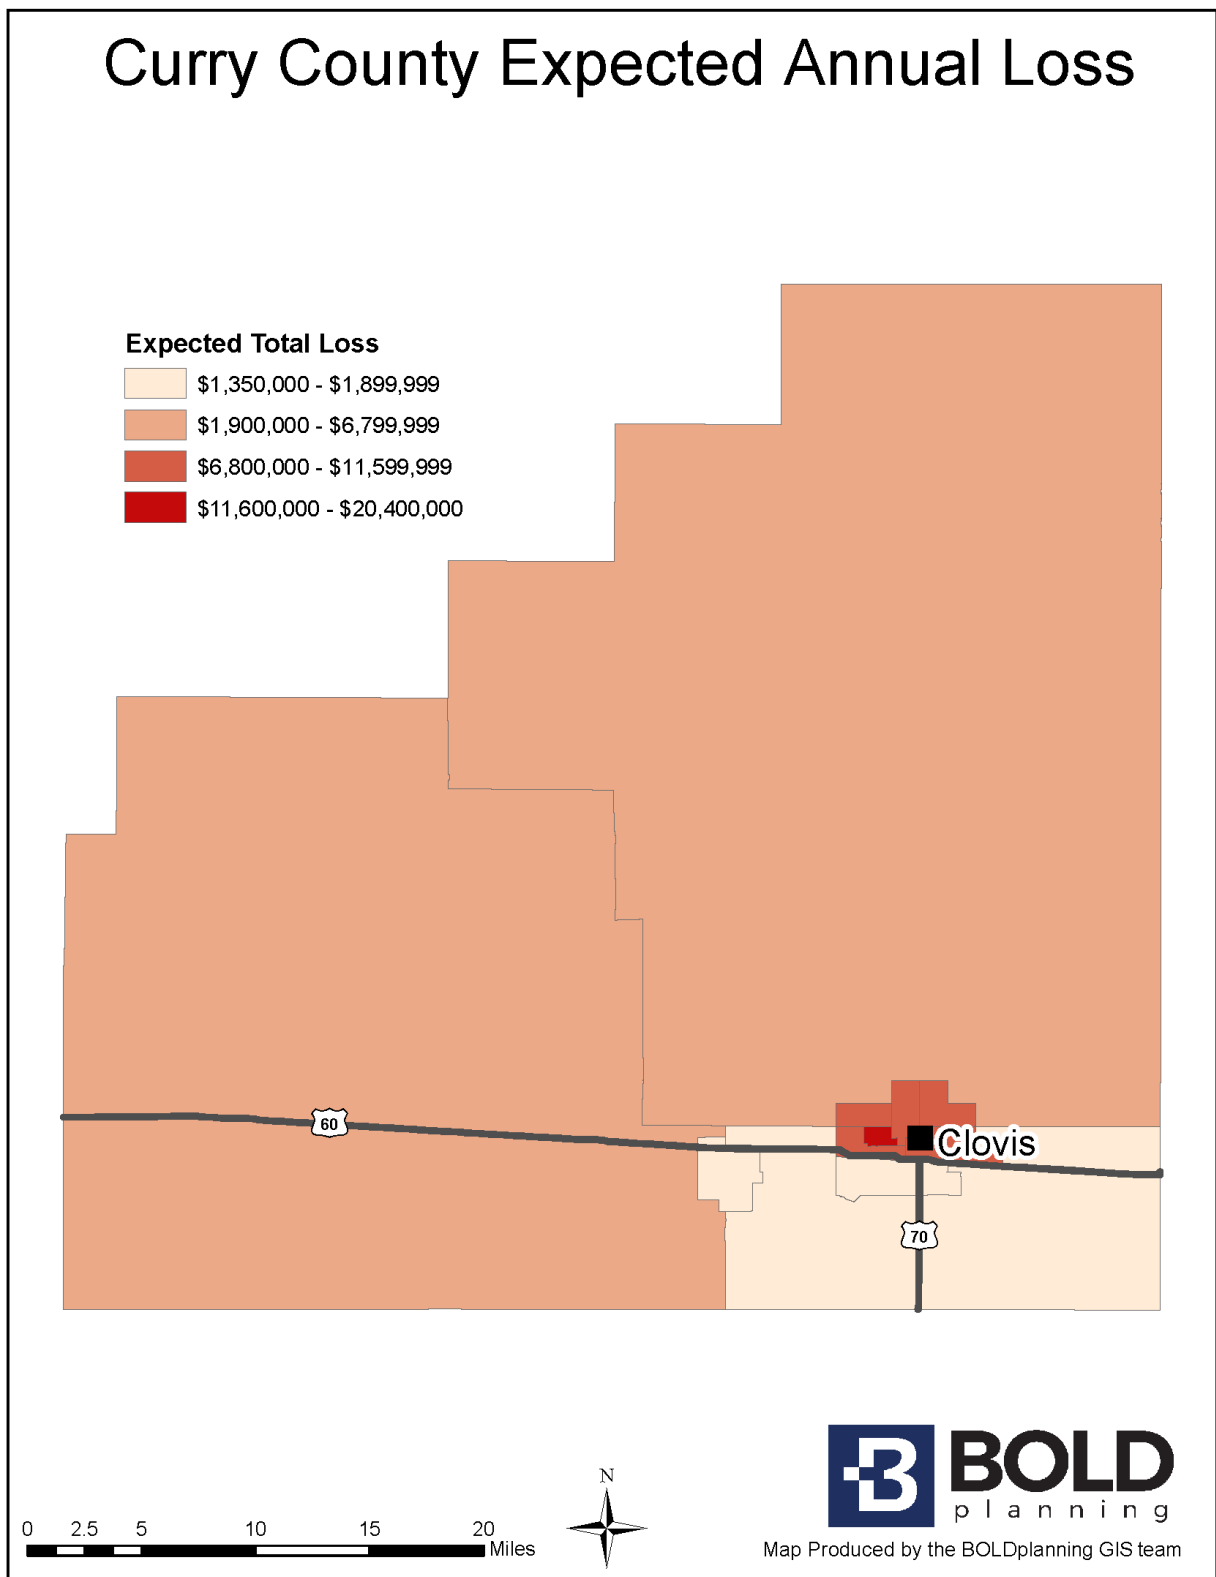 Curry County Expected Annual Loss
Expected Total Loss
$1,350,000 - $1,899,999
$1,900,000 - $6,799,999
$6,800,000 - $11,599,999
$11,600,000 - $20,400,000
60
Clovis
70
B BOLD
planning
N
0 2.5 5 10 15 20
Miles
Map Produced by the BOLDplanning GIS team